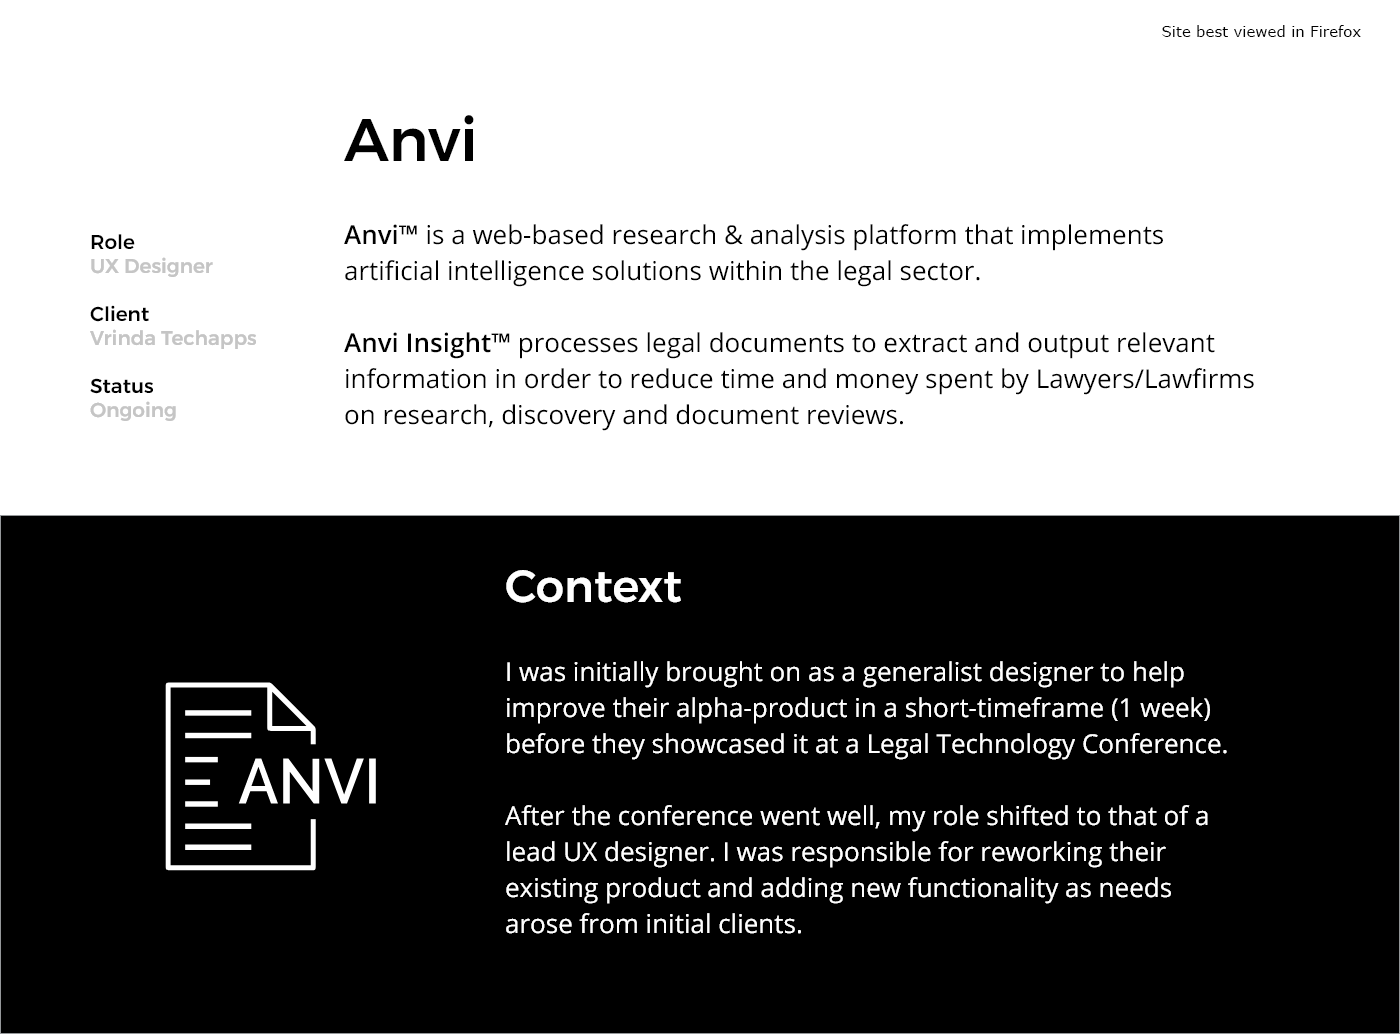 Site best viewed in Firefox
Anvi
Role
UX Designer
Client
Vrinda Techapps
Status
Ongoing
Anvi™ is a web-based research & analysis platform that implements
artificial intelligence solutions within the legal sector.
Anvi Insight™ processes legal documents to extract and output relevant
information in order to reduce time and money spent by Lawyers/Lawfirms
on research, discovery and document reviews.
ANVI
Context
I was initially brought on as a generalist designer to help
improve their alpha-product in a short-timeframe (1 week)
before they showcased it at a Legal Technology Conference.
After the conference went well, my role shifted to that of a
lead UX designer. I was responsible for reworking their
existing product and adding new functionality as needs
arose from initial clients.